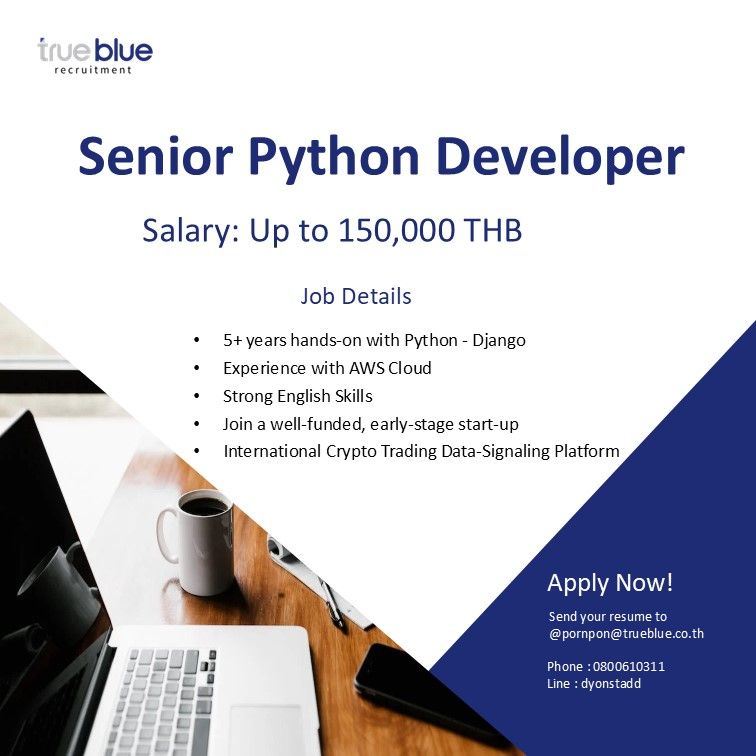 true blue
recruitment
Senior Python Developer
Salary: Up to 150,000 THB
Job Details
• 5+ years hands-on with Python - Django
• Experience with AWS Cloud
• Strong English Skills
• Join a well-funded, early-stage start-up
• International Crypto Trading Data-Signaling Platform
Apply Now!
Send your resume to
@pornpon@trueblue.co.th
Phone : 0800610311
Line : dyonstadd